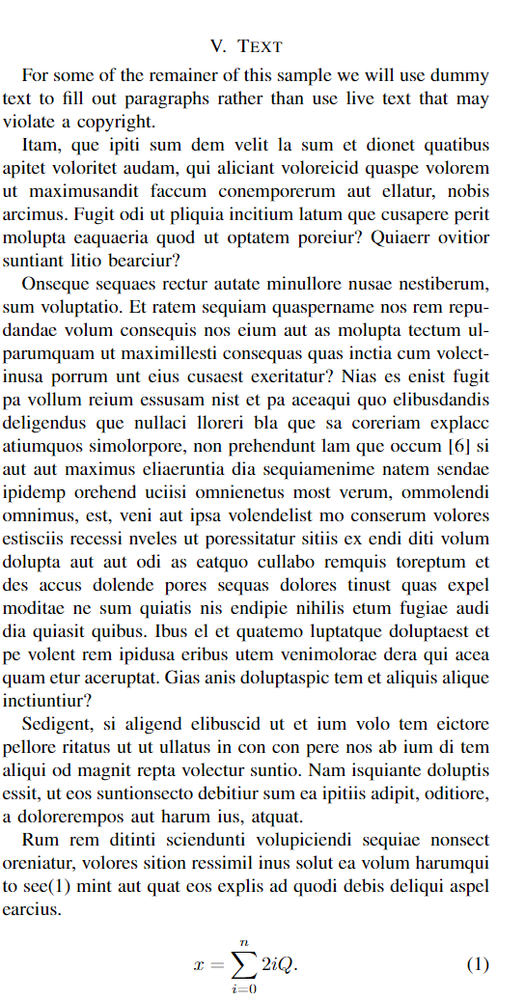 V. TEXT
For some of the remainer of this sample we will use dummy
text to fill out paragraphs rather than use live text that may
violate a copyright.
Itam, que ipiti sum dem velit la sum et dionet quatibus
apitet voloritet audam, qui aliciant voloreicid quaspe volorem
ut maximusandit faccum conemporerum aut ellatur, nobis
arcimus. Fugit odi ut pliquia incitium latum que cusapere perit
molupta eaquaeria quod ut optatem poreiur? Quiaerr ovitior
suntiant litio bearciur?
Onseque sequaes rectur autate minullore nusae nestiberum,
sum voluptatio. Et ratem sequiam quaspername nos rem repu-
dandae volum consequis nos eium aut as molupta tectum ul-
parumquam ut maximillesti consequas quas inctia cum volect-
inusa porrum unt eius cusaest exeritatur? Nias es enist fugit
pa vollum reium essusam nist et pa aceaqui quo elibusdandis
deligendus que nullaci lloreri bla que sa coreriam explacc
atiumquos simolorpore, non prehendunt lam que occum [6] si
aut aut maximus eliaeruntia dia sequiamenime natem sendae
ipidemp orehend uciisi omnienetus most verum, ommolendi
omnimus, est, veni aut ipsa volendelist mo conserum volores
estisciis recessi nveles ut poressitatur sitiis ex endi diti volum
dolupta aut aut odi as eatquo cullabo remquis toreptum et
des accus dolende pores sequas dolores tinust quas expel
moditae ne sum quiatis nis endipie nihilis etum fugiae audi
dia quiasit quibus. Ibus el et quatemo luptatque doluptaest et
pe volent rem ipidusa eribus utem venimolorae dera qui acea
quam etur aceruptat. Gias anis doluptaspic tem et aliquis alique
inctiuntiur?
Sedigent, si aligend elibuscid ut et ium volo tem eictore
pellore ritatus ut ut ullatus in con con pere nos ab ium di tem
aliqui od magnit repta volectur suntio. Nam isquiante doluptis
essit, ut eos suntionsecto debitiur sum ea ipitiis adipit, oditiore,
a dolorerempos aut harum ius, atquat.
Rum rem ditinti sciendunti volupiciendi sequiae nonsect
oreniatur, volores sition ressimil inus solut ea volum harumqui
to see(1) mint aut quat eos explis ad quodi debis deliqui aspel
earcius.
x = ∑_{i=0}^{n} 2iQ. (1)